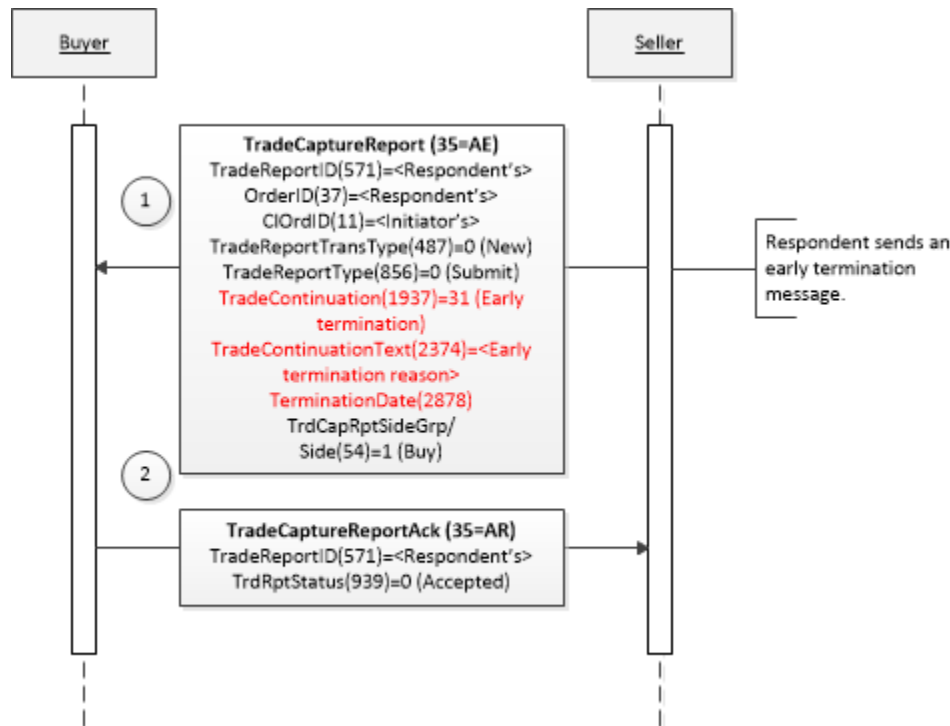 Buyer
Seller
TradeCaptureReport (35=AE)
TradeReportID(571)=<Respondent's>
OrderID(37)=<Respondent's>
ClOrdID(11)=<Initiator's>
TradeReportTransType(487)=0 (New)
TradeReportType(856)=0 (Submit)
TradeContinuation(1937)=31 (Early
termination)
TradeContinuationText(2374)=<Early
termination reason>
TerminationDate(2878)
TrdCapRptSideGrp/
Side(54)=1 (Buy)
1
Respondent sends an
early termination
message.
2
TradeCaptureReportAck (35=AR)
TradeReportID(571)=<Respondent's>
TrdRptStatus(939)=0 (Accepted)